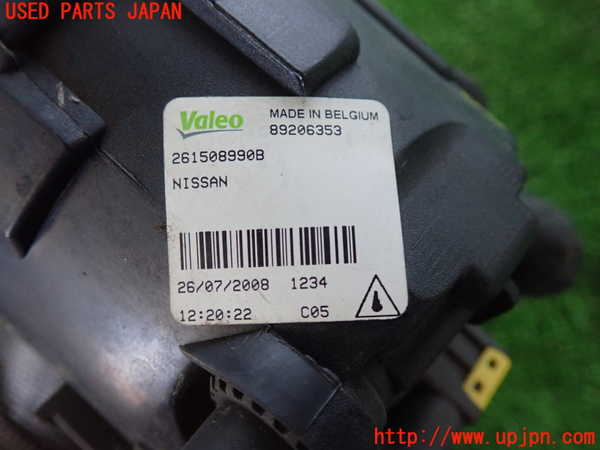 USED PARTS JAPAN
Valeo MADE IN BELGIUM
89206353
261508990B
NISSAN
26/07/2008 1234
12:20:22 C05
http://www.upjpn.com/